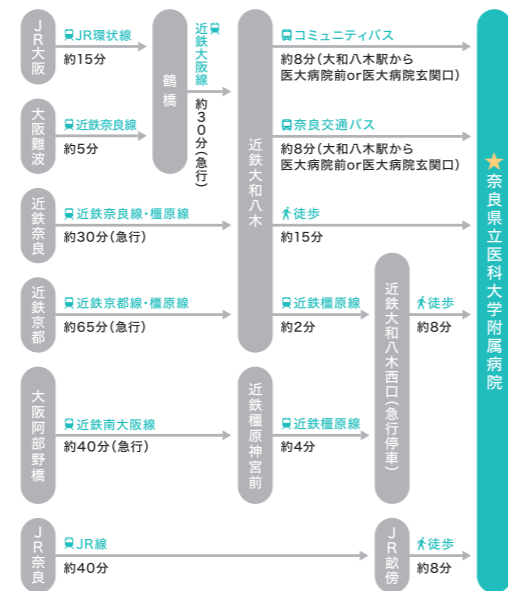 JR大阪
JR環状線
約15分
大阪難波
近鉄奈良線
約5分
鶴橋
近鉄大阪線
約30分(急行)
近鉄奈良
近鉄奈良線・橿原線
約30分(急行)
近鉄京都
近鉄京都線・橿原線
約65分(急行)
近鉄大和八木
コミュニティバス
約8分(大和八木駅から
医大病院前or医大病院玄関口)
奈良交通バス
約8分(大和八木駅から
医大病院前or医大病院玄関口)
徒歩
約15分
近鉄橿原線
約2分
大阪阿部野橋
近鉄南大阪線
約40分(急行)
近鉄橿原神宮前
近鉄橿原線
約4分
近鉄大和八木西口(急行停車)
徒歩
約8分
JR奈良
JR線
約40分
JR畝傍
徒歩
約8分
★奈良県立医科大学附属病院